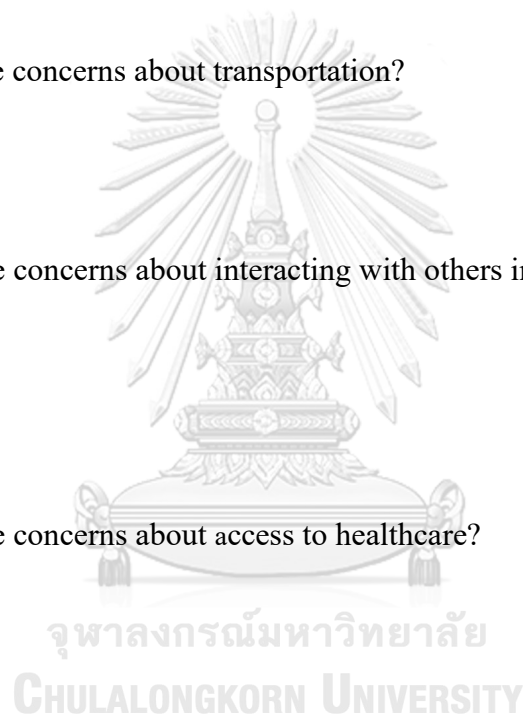 e concerns about transportation?
e concerns about interacting with others i
e concerns about access to healthcare?
จุฬาลงกรณ์มหาวิทยาลัย
CHULALONGKORN UNIVERSITY